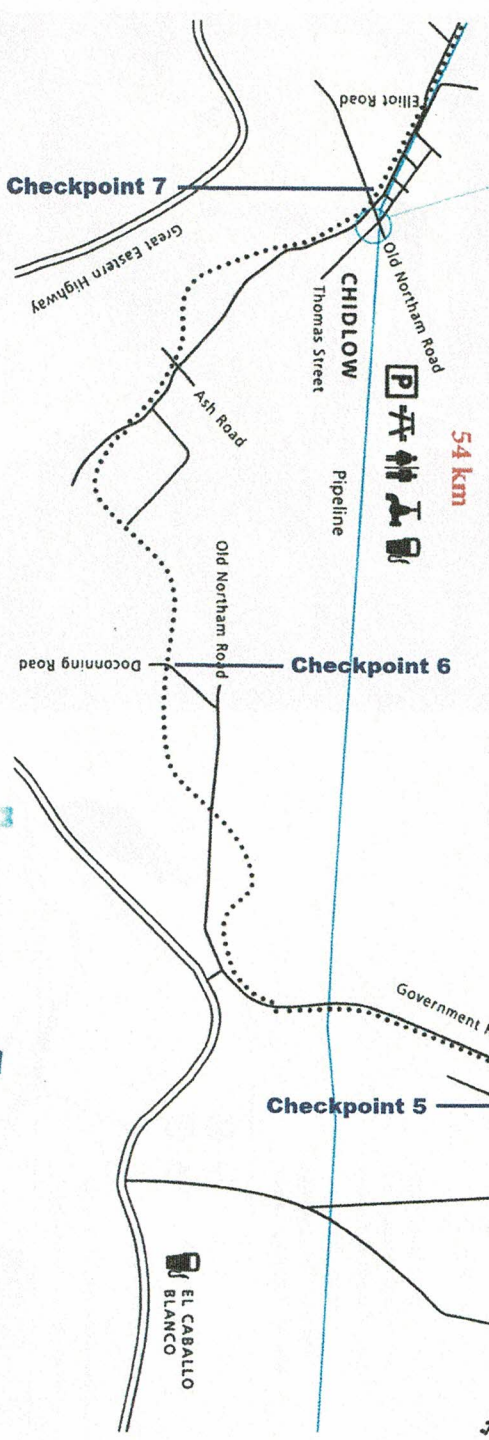 Elliot Road
Checkpoint 7
Great Eastern Highway
Old Northam Road
CHIDLOW
Thomas Street
P
54 km
Ash Road
Pipeline
Old Northam Road
Doconning Road
Checkpoint 6
Government
Checkpoint 5
EL CABALLO
BLANCO